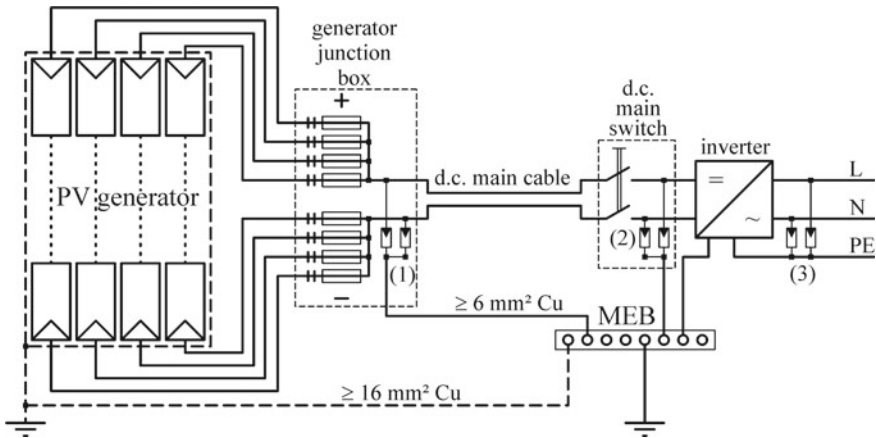 generator
junction
box
+
d.c.
main
switch
inverter
=
~
L
N
PE
PV generator
d.c. main cable
(1)
(2)
(3)
−
≥ 6 mm² Cu
MEB
≥ 16 mm² Cu